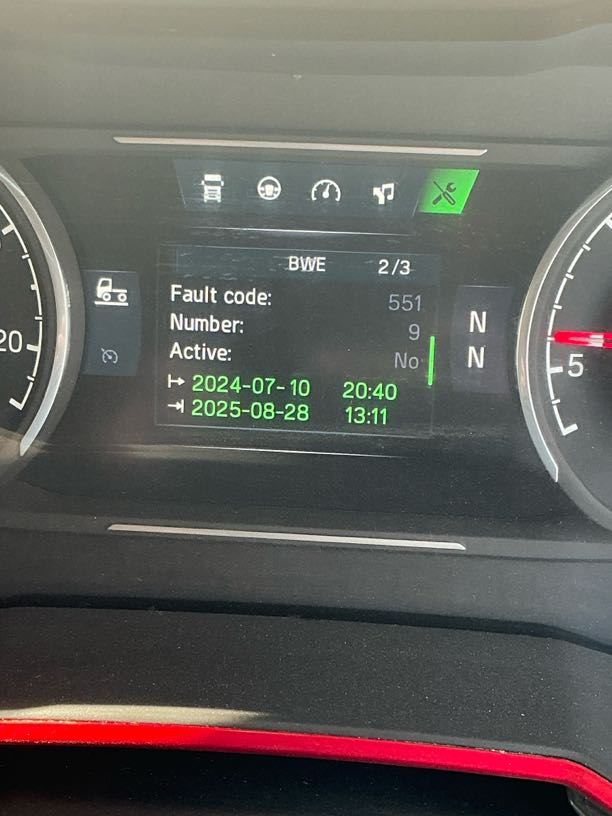 BWE 2/3
Fault code: 551
Number: 9
Active: No
2024-07-10 20:40
2025-08-28 13:11
N
N
20
5